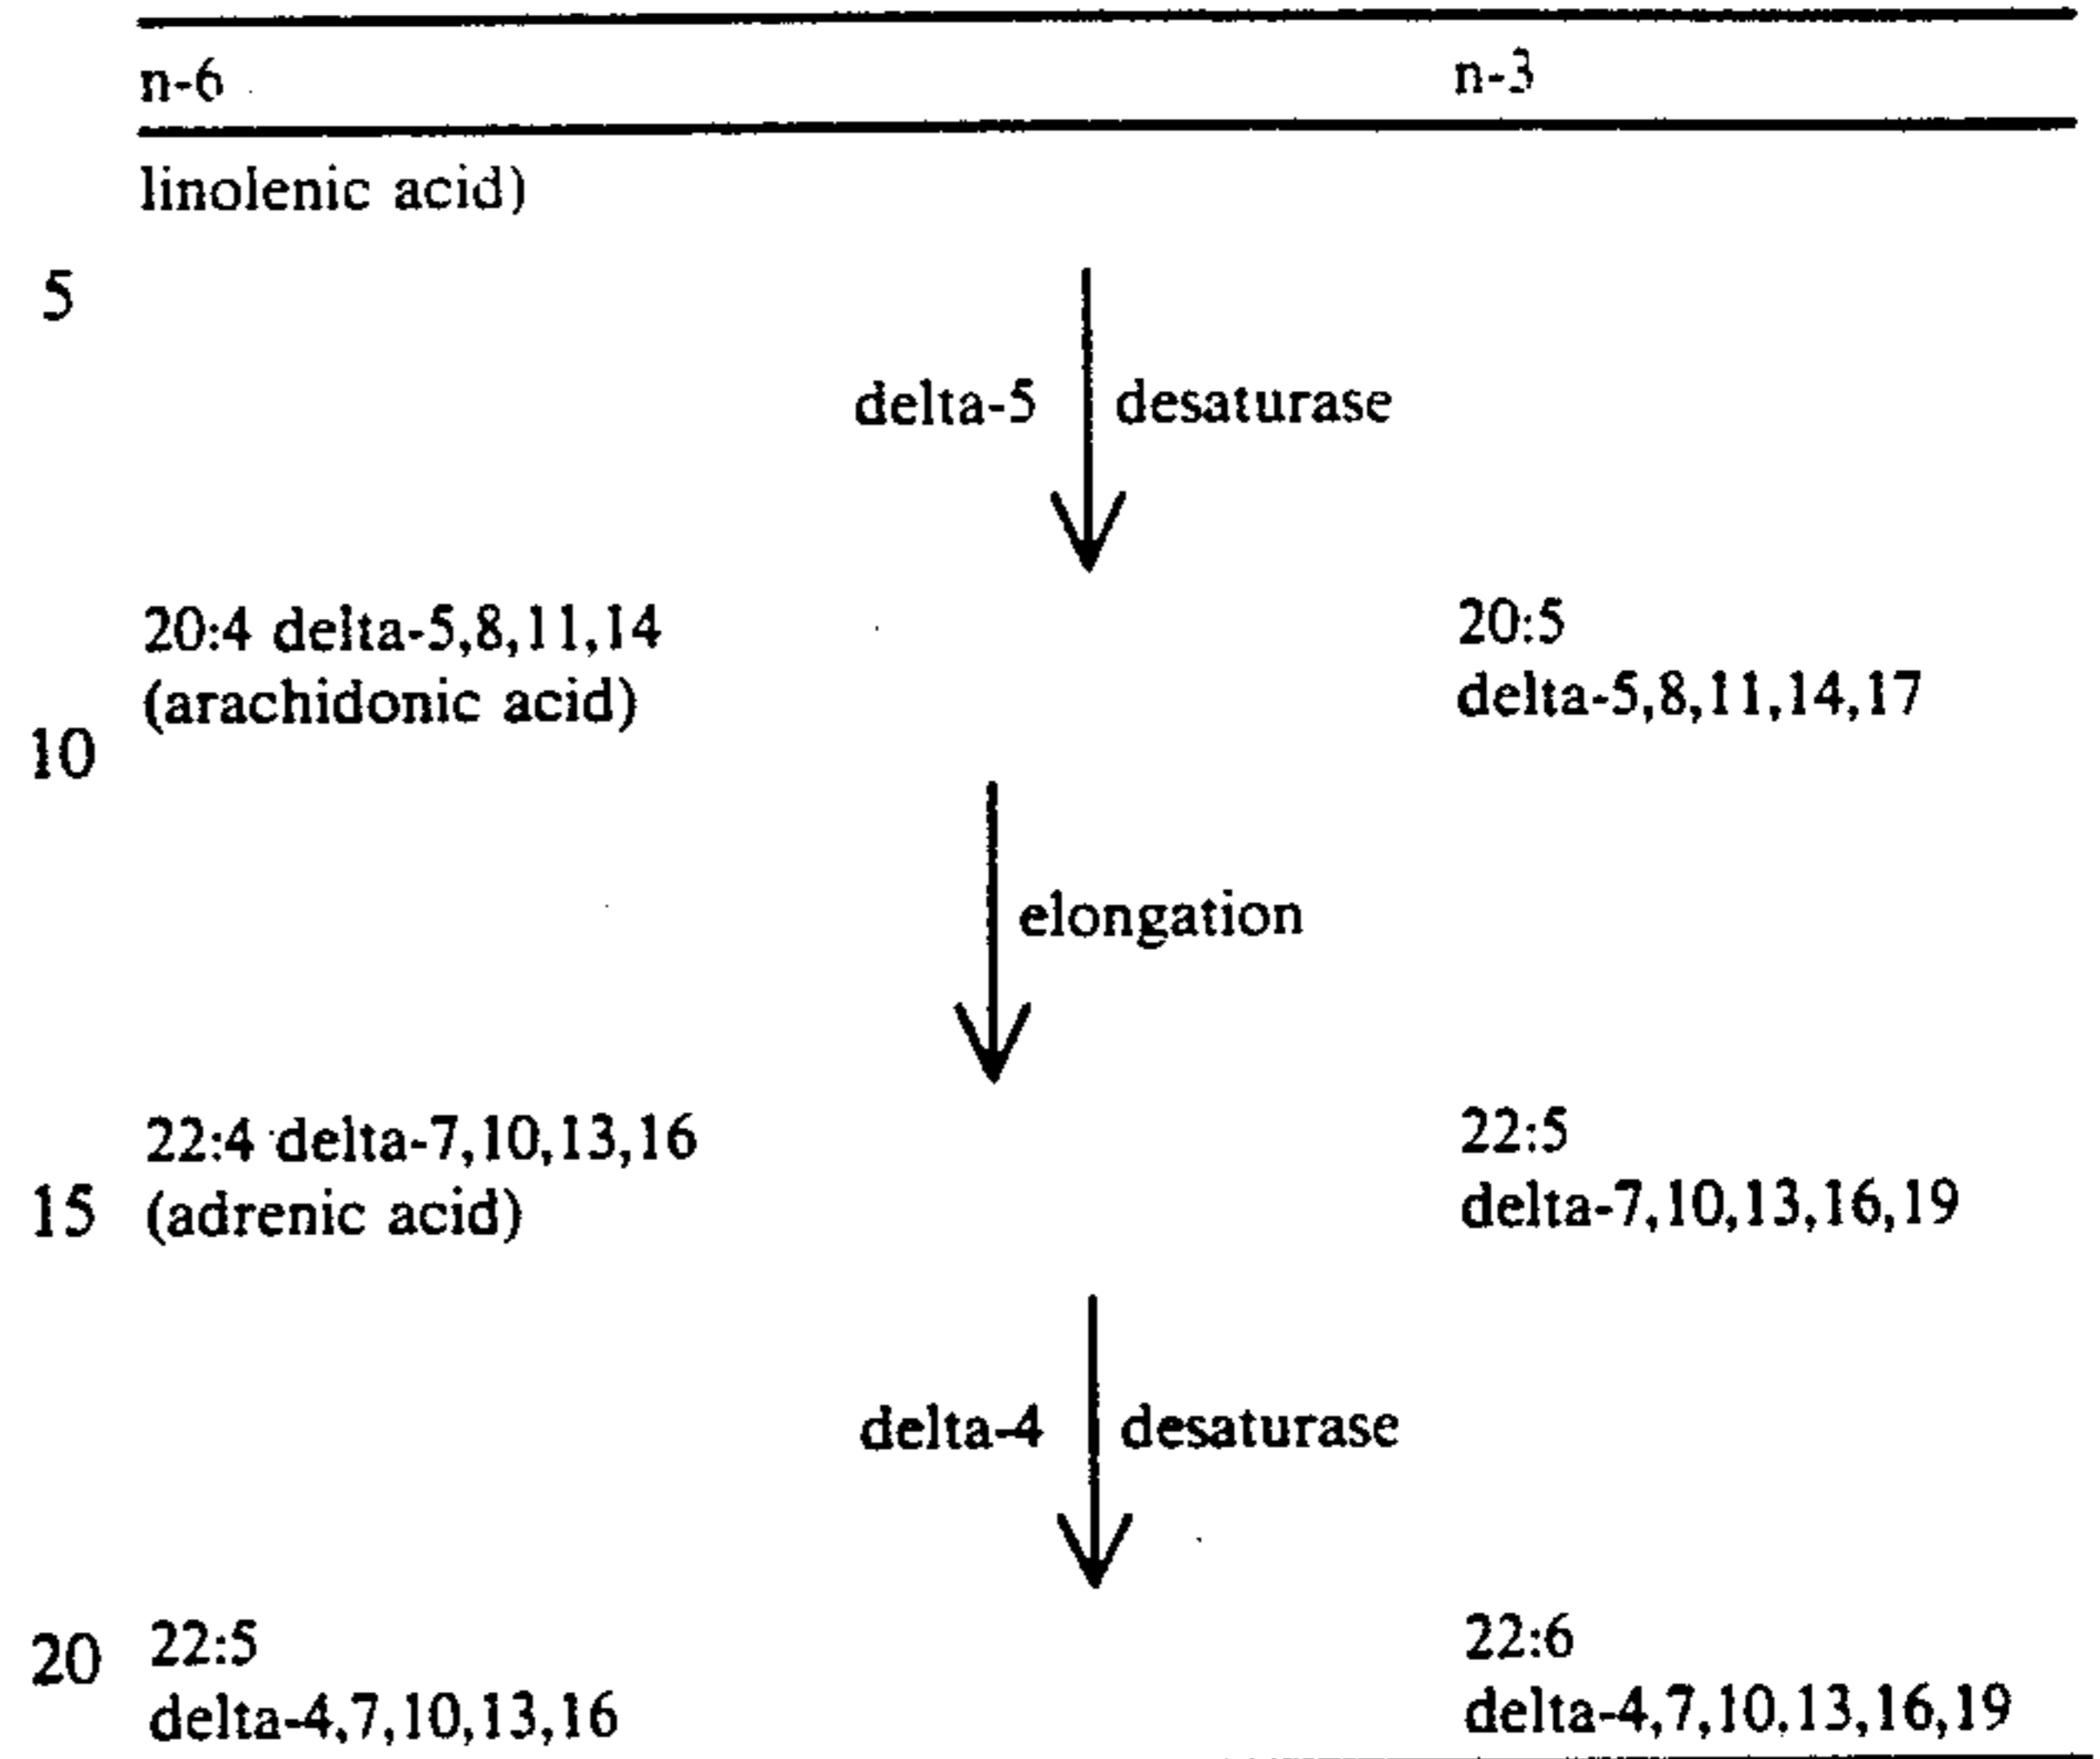 n-6 n-3
linolenic acid)
5
delta-5 desaturase
20:4 delta-5,8,11,14 20:5
(arachidonic acid) delta-5,8,11,14,17
10
elongation
22:4 delta-7,10,13,16 22:5
15 (adrenic acid) delta-7,10,13,16,19
delta-4 desaturase
20 22:5 22:6
delta-4,7,10,13,16 delta-4,7,10,13,16,19